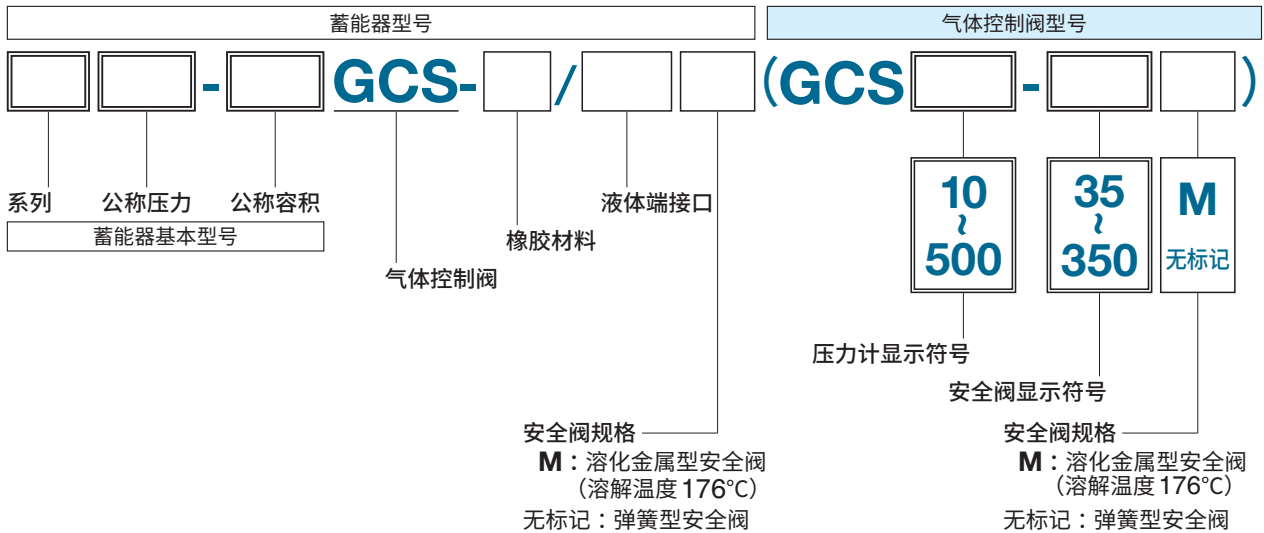 蓄能器型号
气体控制阀型号
- GCS- / (GCS - )
系列 公称压力 公称容积
蓄能器基本型号
气体控制阀
橡胶材料
液体端接口
10
~
500
35
~
350
M
无标记
压力计显示符号
安全阀显示符号
安全阀规格
M：溶化金属型安全阀
（溶解温度 176°C）
无标记：弹簧型安全阀
安全阀规格
M：溶化金属型安全阀
（溶解温度 176°C）
无标记：弹簧型安全阀